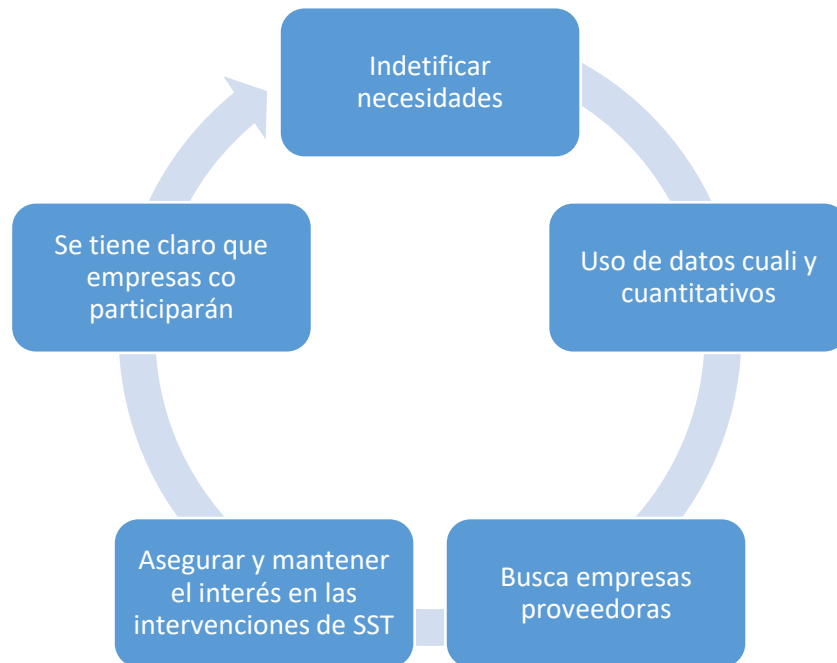 Indetificar
necesidades
Uso de datos cuali y
cuantitativos
Busca empresas
proveedoras
Asegurar y mantener
el interés en las
intervenciones de SST
Se tiene claro que
empresas co
participarán